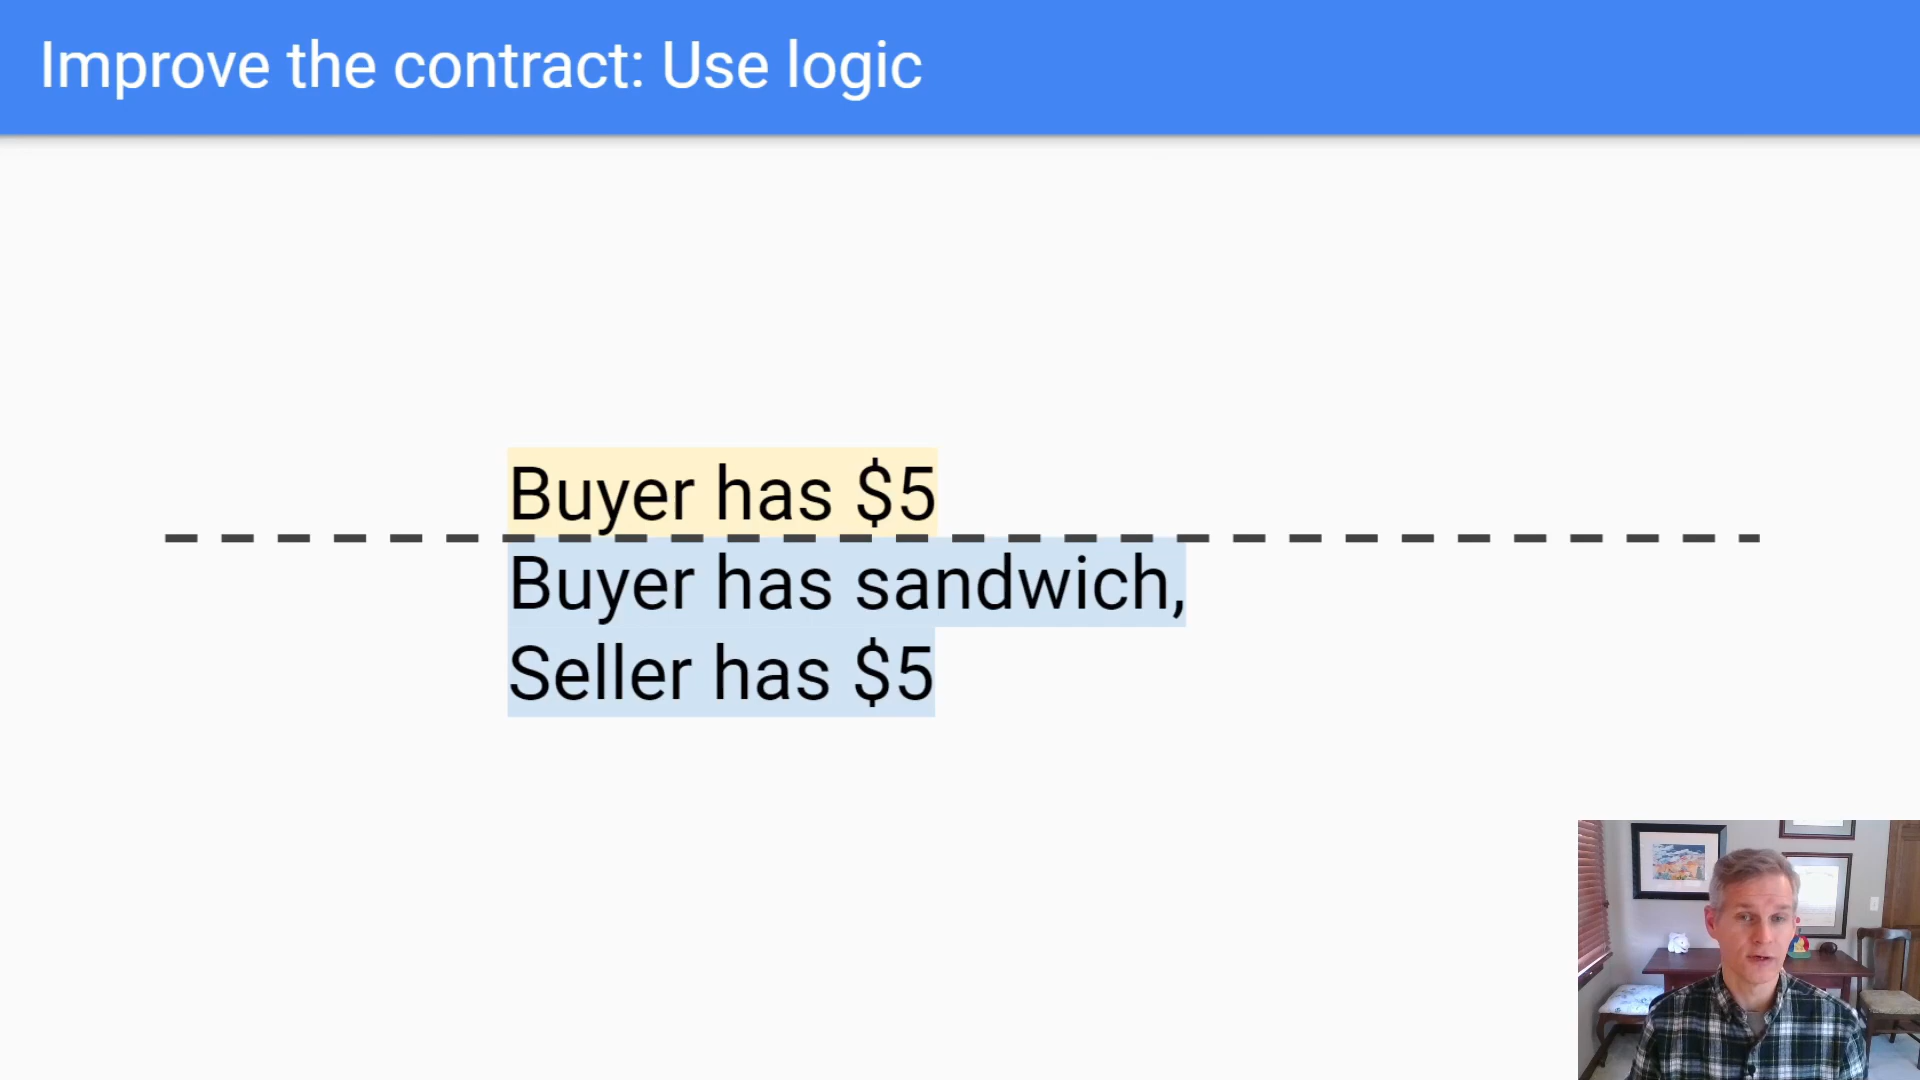 Improve the contract: Use logic
Buyer has $5
Buyer has sandwich,
Seller has $5